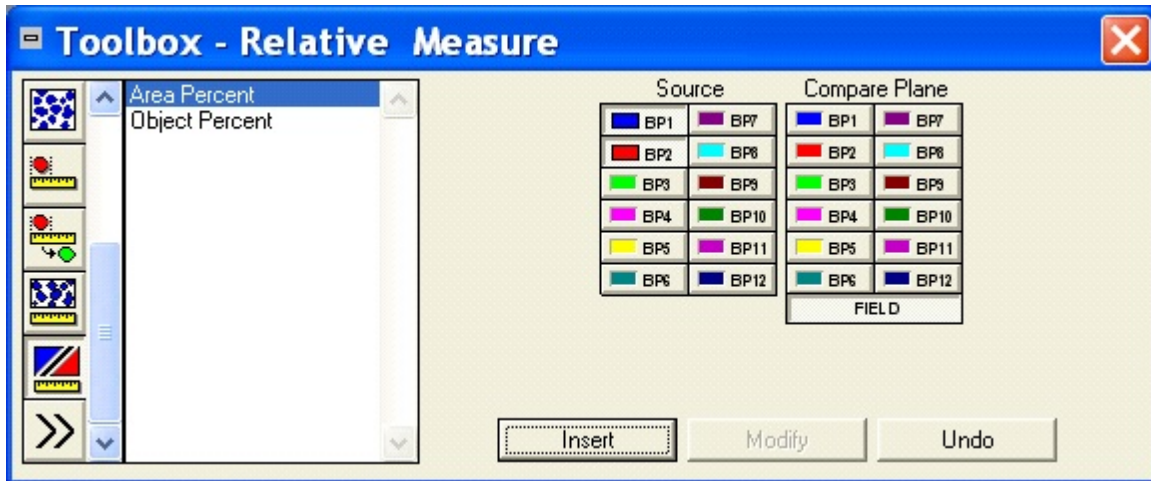 Toolbox - Relative Measure
Area Percent
Object Percent
Source
Compare Plane
BP1 BP7 BP1 BP7
BP2 BP8 BP2 BP8
BP3 BP9 BP3 BP9
BP4 BP10 BP4 BP10
BP5 BP11 BP5 BP11
BP6 BP12 BP6 BP12
FIELD
Insert Modify Undo